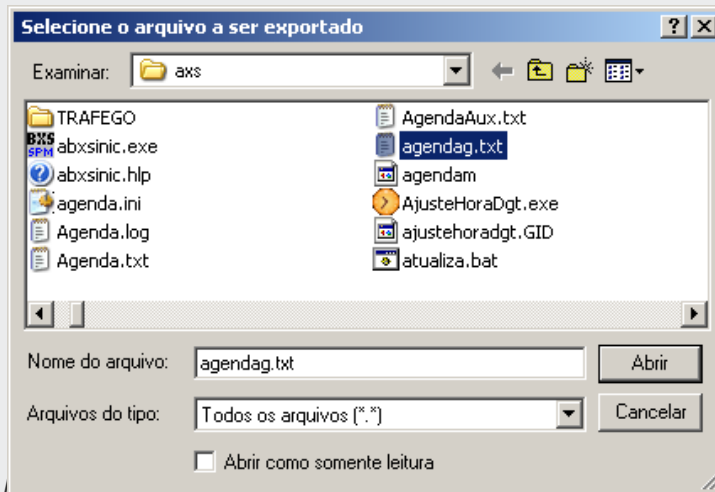 Selecione o arquivo a ser exportado
Examinar: axs
TRAFEGO
BXS SPM abxsinic.exe
abxsinic.hlp
agenda.ini
Agenda.log
Agenda.txt
AgendaAux.txt
agendag.txt
agendam
AjusteHoraDgt.exe
ajustehoradgt.GID
atualiza.bat
Nome do arquivo: agendag.txt Abrir
Arquivos do tipo: Todos os arquivos (*.*) Cancelar
Abrir como somente leitura